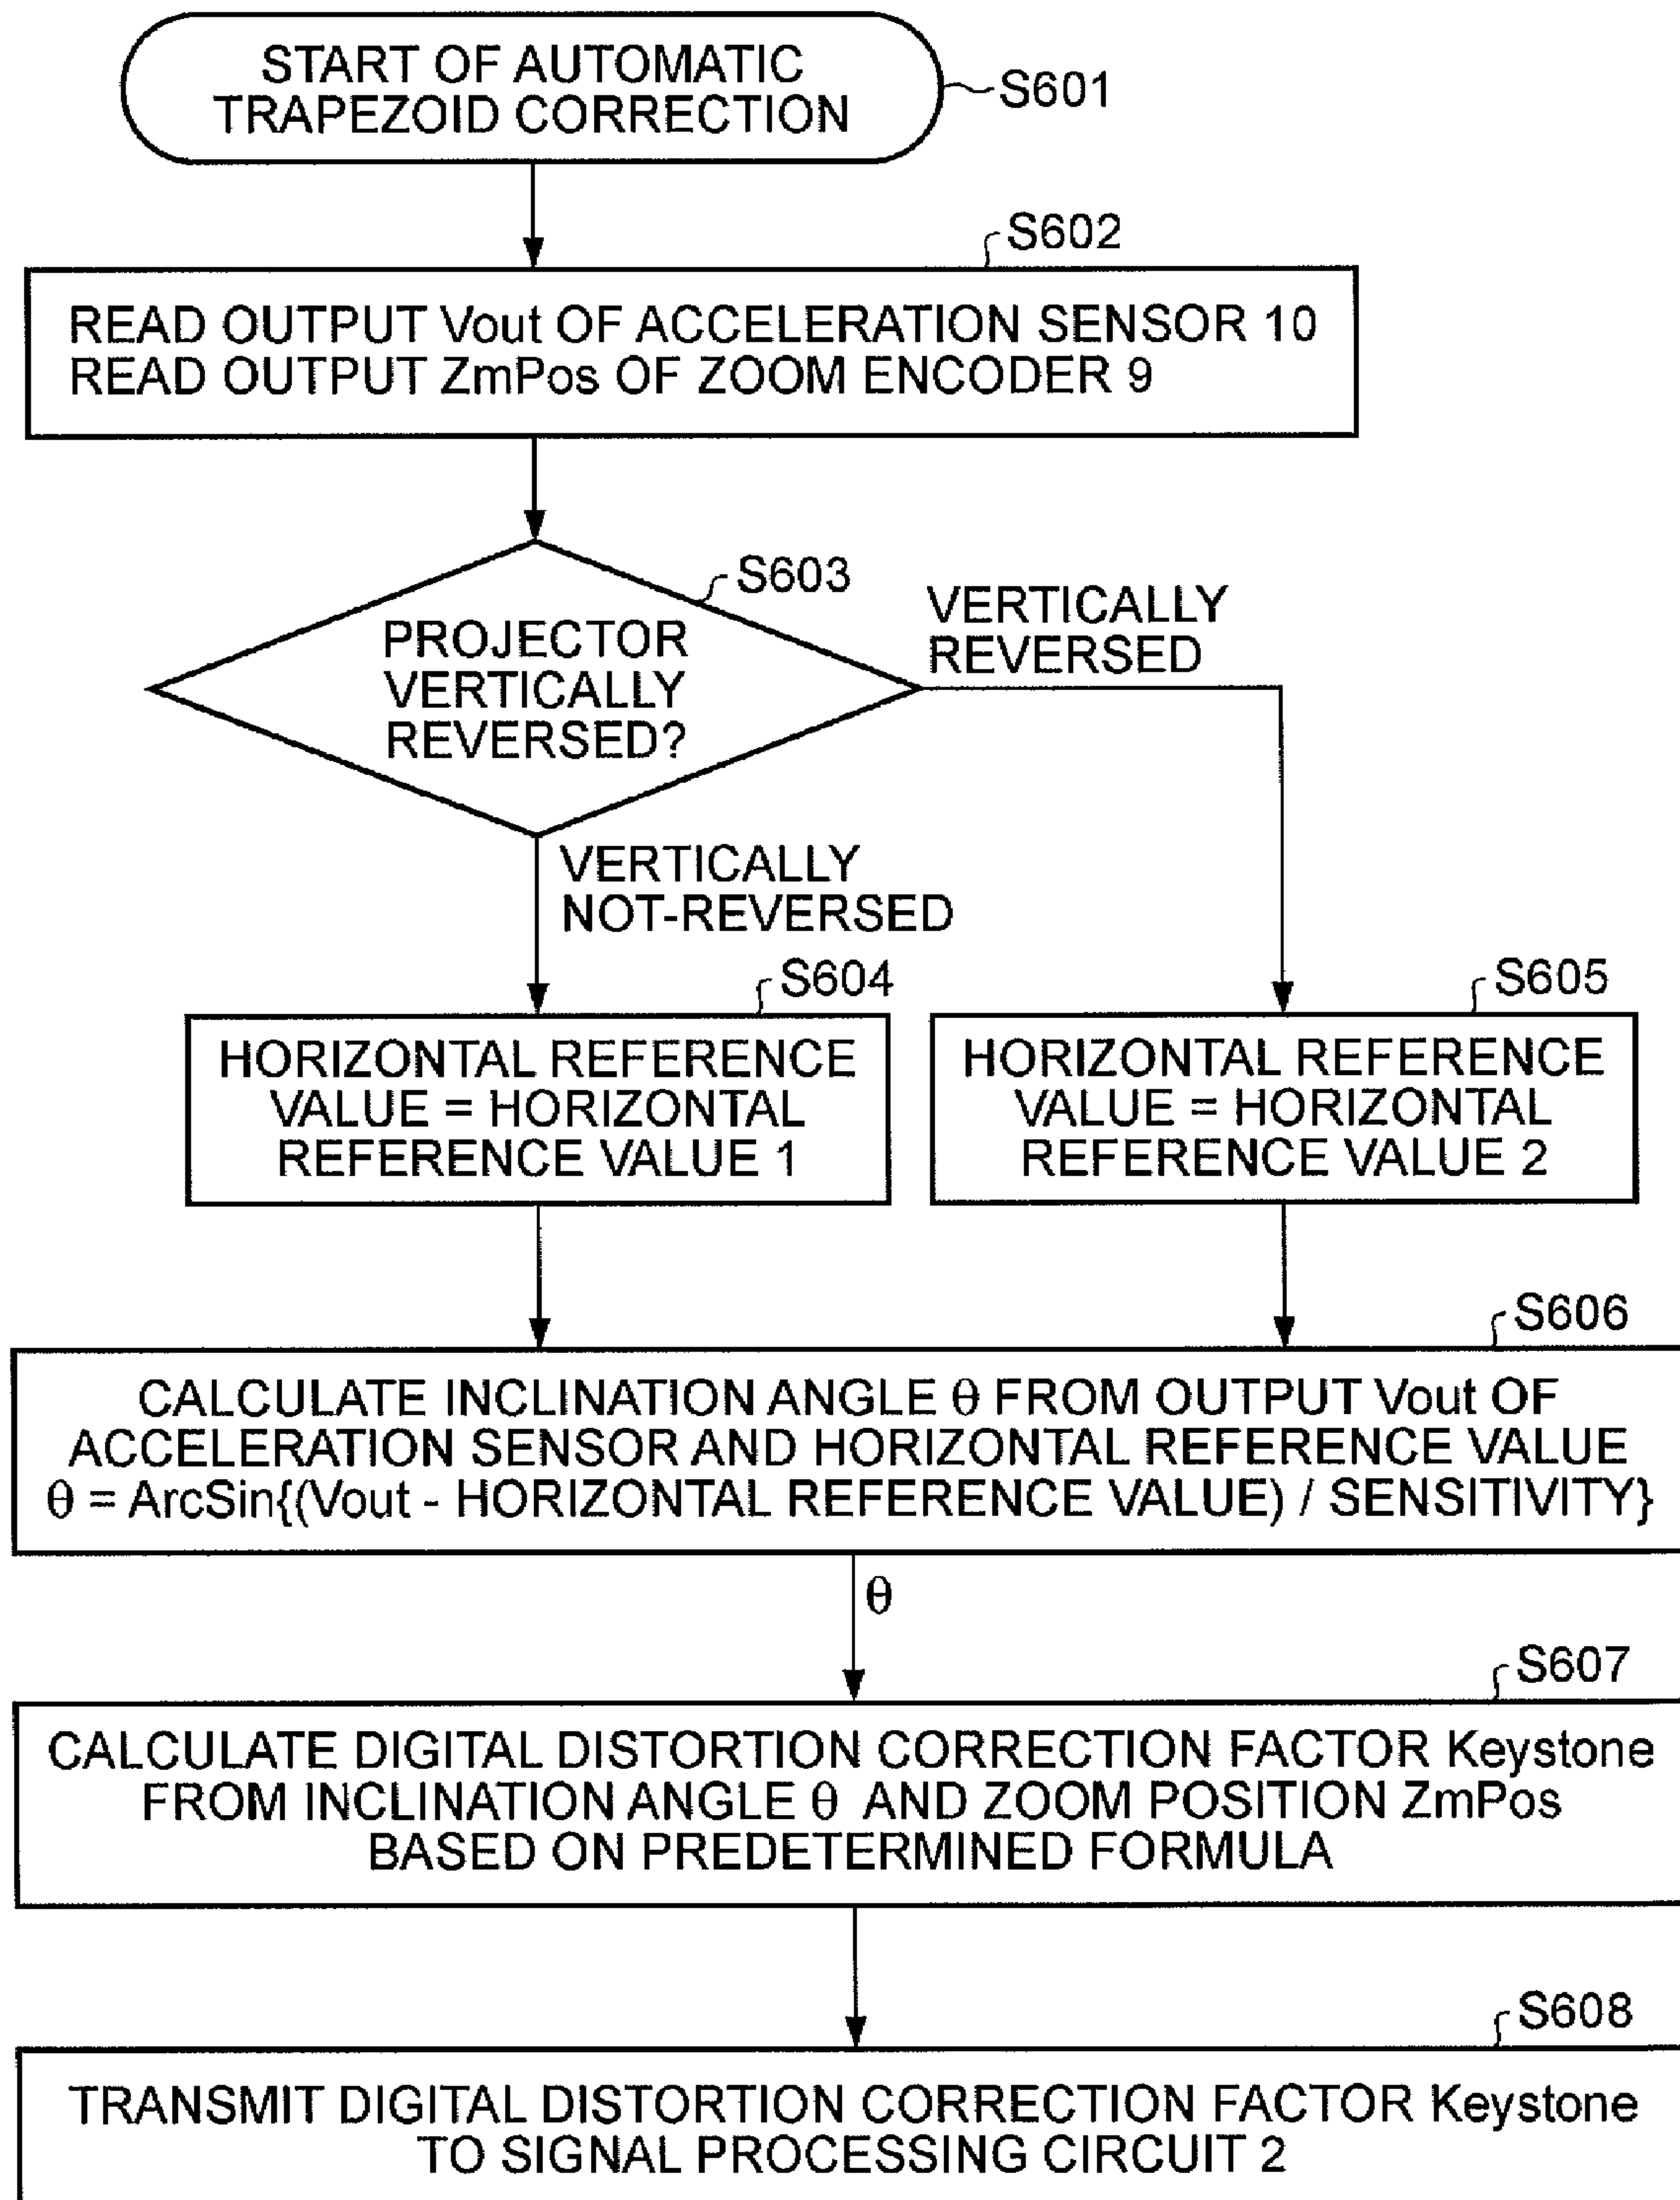 START OF AUTOMATIC
TRAPEZOID CORRECTION
S601
S602
READ OUTPUT Vout OF ACCELERATION SENSOR 10
READ OUTPUT ZmPos OF ZOOM ENCODER 9
S603
PROJECTOR
VERTICALLY
REVERSED?
VERTICALLY
REVERSED
VERTICALLY
NOT-REVERSED
S604
HORIZONTAL REFERENCE
VALUE = HORIZONTAL
REFERENCE VALUE 1
S605
HORIZONTAL REFERENCE
VALUE = HORIZONTAL
REFERENCE VALUE 2
S606
CALCULATE INCLINATION ANGLE θ FROM OUTPUT Vout OF
ACCELERATION SENSOR AND HORIZONTAL REFERENCE VALUE
θ = ArcSin{(Vout - HORIZONTAL REFERENCE VALUE) / SENSITIVITY}
θ
S607
CALCULATE DIGITAL DISTORTION CORRECTION FACTOR Keystone
FROM INCLINATION ANGLE θ AND ZOOM POSITION ZmPos
BASED ON PREDETERMINED FORMULA
S608
TRANSMIT DIGITAL DISTORTION CORRECTION FACTOR Keystone
TO SIGNAL PROCESSING CIRCUIT 2